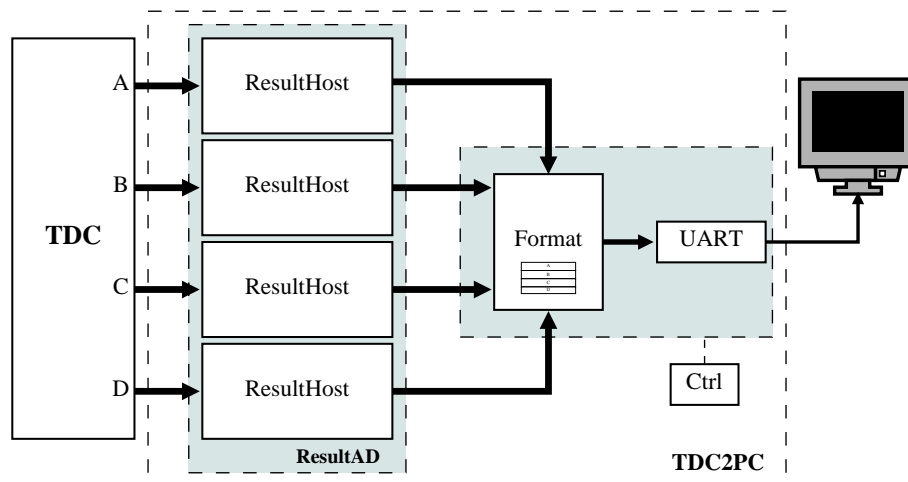 A
ResultHost
B
ResultHost
TDC
Format
UART
A
B
C
D
C
ResultHost
D
ResultHost
Ctrl
ResultAD
TDC2PC